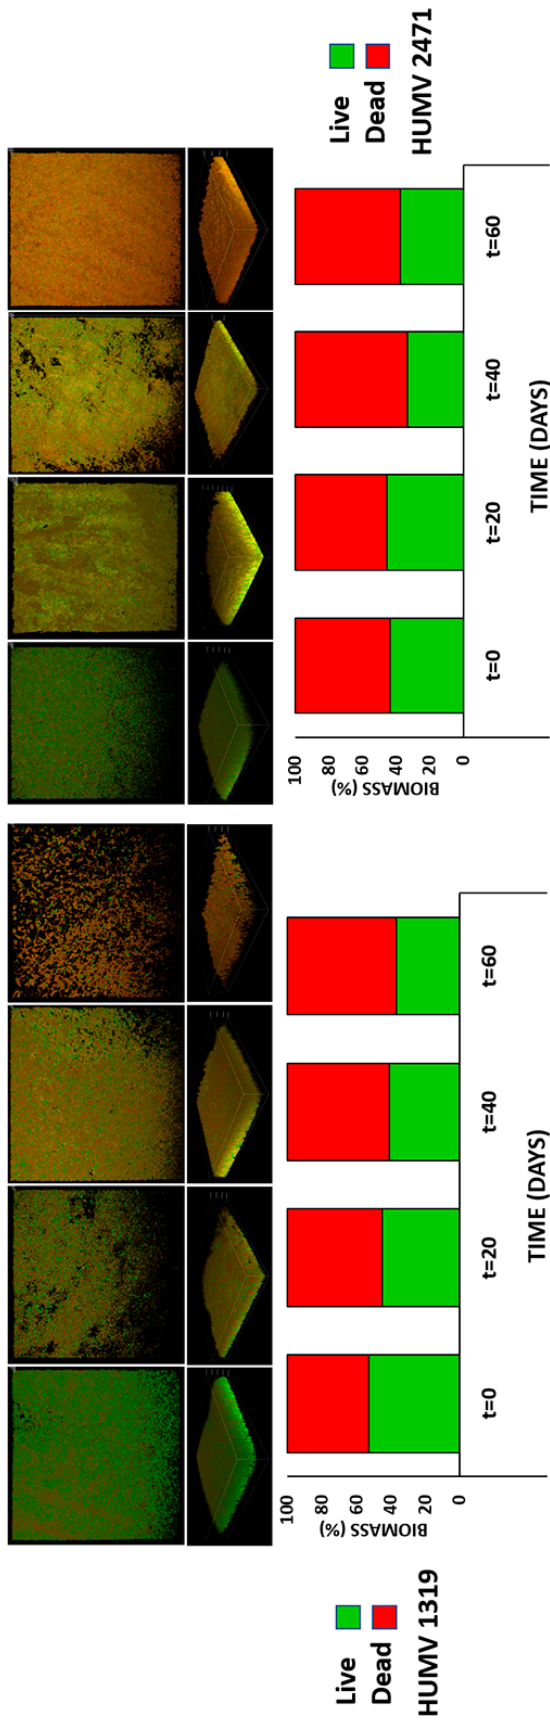 Live
Dead
HUMV 1319
100
80
60
40
20
0
BIOMASS (%)
t=0
t=20
t=40
t=60
TIME (DAYS)
100
80
60
40
20
0
BIOMASS (%)
t=0
t=20
t=40
t=60
TIME (DAYS)
Live
Dead
HUMV 2471